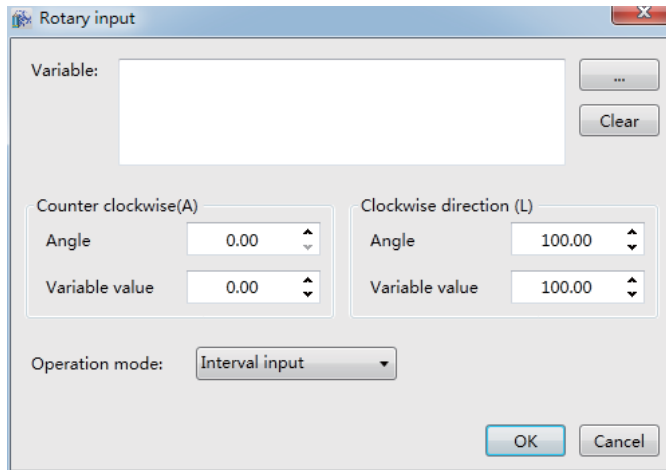 Rotary input
Variable:
...
Clear
Counter clockwise(A)
Angle 0.00
Variable value 0.00
Clockwise direction (L)
Angle 100.00
Variable value 100.00
Operation mode: Interval input
OK Cancel